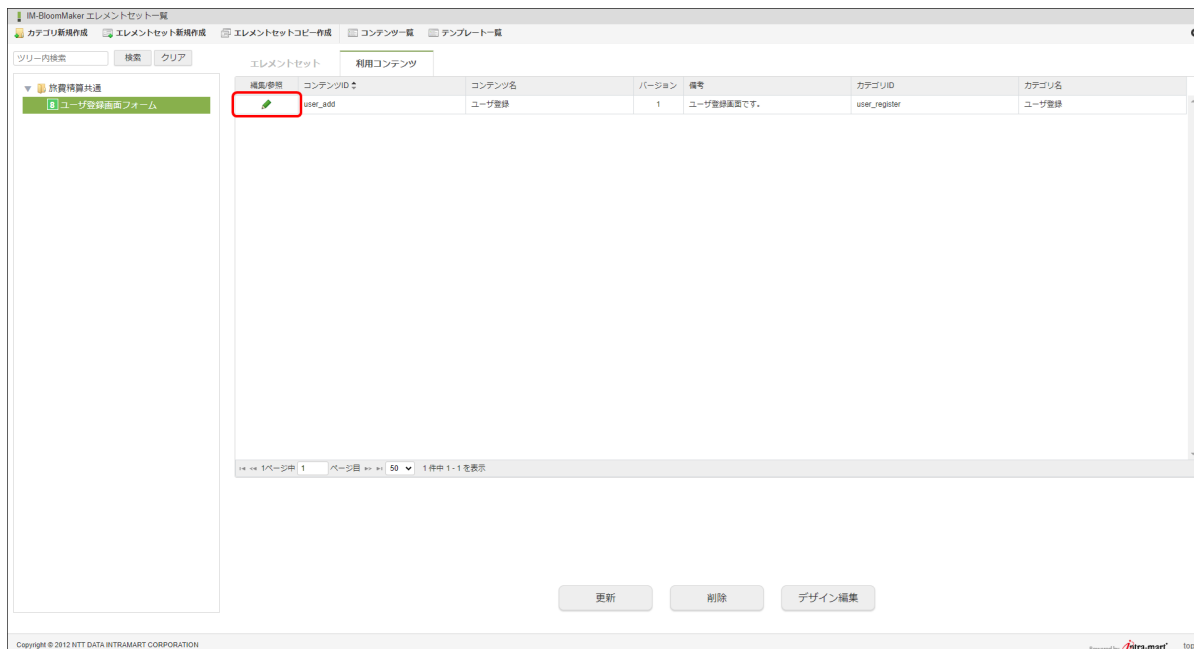 IM-BloomMaker エレメントセット一覧
カテゴリ新規作成 エレメントセット新規作成 エレメントセットコピー作成 コンテンツ一覧 テンプレート一覧
ツリー内検索 検索 クリア
エレメントセット 利用コンテンツ
旅費精算共通
ユーザ登録画面フォーム
編集/参照 コンテンツID コンテンツ名 バージョン 備考 カテゴリID カテゴリ名
user_add ユーザ登録 1 ユーザ登録画面です。 user_register ユーザ登録
1ページ中 1 ページ目 50 1 件中 1 - 1 を表示
更新 削除 デザイン編集
Copyright © 2012 NTT DATA INTRAMART CORPORATION
Powered by intra-mart top